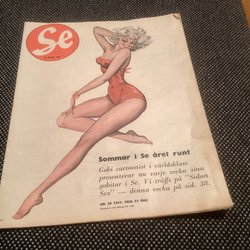 Se
Sommar i Se året runt
Gobi cartoonist i världsklass
presenterar nu varje vecka sina
gobitar i Se. Vi träffs på "Sidan
Sex" — denna vecka på sid. 38.